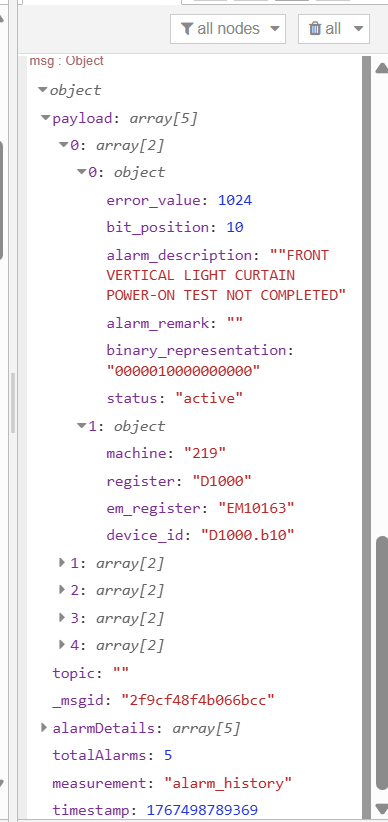 all nodes
all
msg : Object
object
payload: array[5]
0: array[2]
0: object
error_value: 1024
bit_position: 10
alarm_description: ""FRONT
VERTICAL LIGHT CURTAIN
POWER-ON TEST NOT COMPLETED"
alarm_remark: ""
binary_representation:
"0000010000000000"
status: "active"
1: object
machine: "219"
register: "D1000"
em_register: "EM10163"
device_id: "D1000.b10"
1: array[2]
2: array[2]
3: array[2]
4: array[2]
topic: ""
_msgid: "2f9cf48f4b066bcc"
alarmDetails: array[5]
totalAlarms: 5
measurement: "alarm_history"
timestamp: 1767498789369